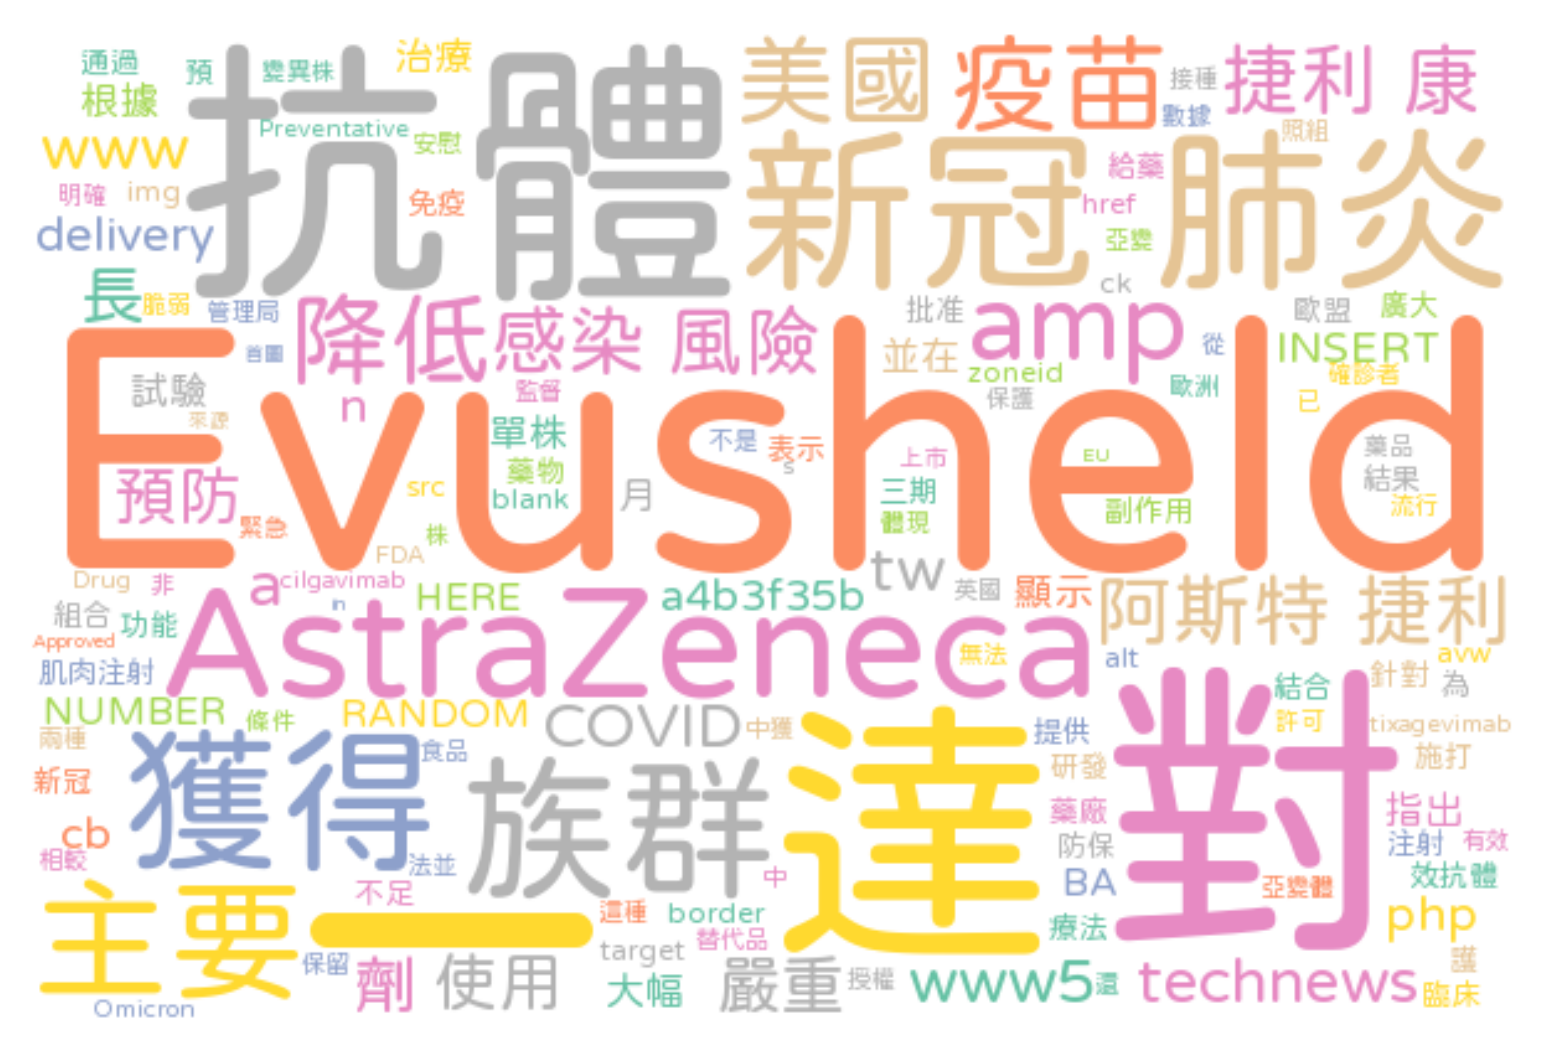 通過
預
變異株
治療
抗體
美國
疫苗
接種
捷利 康
根據
Preventative
安慰
數據
照組
www
新冠肺炎
明確
img
免疫
給藥
href
delivery
亞變
ck
長
脆弱
管理局
降低
感染 風險
批准
amp
歐盟
廣大
首圖
並在
從
INSERT
Evusheld
試驗
監督
zoneid
歐洲
確診者
n
保護
已
來源
單株
不是
表示
s
上市
EU
藥品
預防
藥物
src
blank
月
三期
結果
副作用
流行
緊急
株
體現
FDA
tw
Drug
非
a
cilgavimab
in
HERE
a4b3f35b
英國
顯示
阿斯特 捷利
組合
功能
Approved
AstraZeneca
無法
alt
avw
肌肉注射
針對
為
結合
對
NUMBER
條件
RANDOM
COVID
中獲
達
提供
許可
tixagevimab
兩種
獲得
食品
族群
研發
施打
新冠
藥廠
指出
cb
防保
注射
有效
相較
法並
中
BA
亞變體
效抗體
主要
不足
一
這種
border
療法
php
替代品
target
保留
劑
使用
大幅
嚴重
授權
www5
還
technews
護
臨床
Omicron